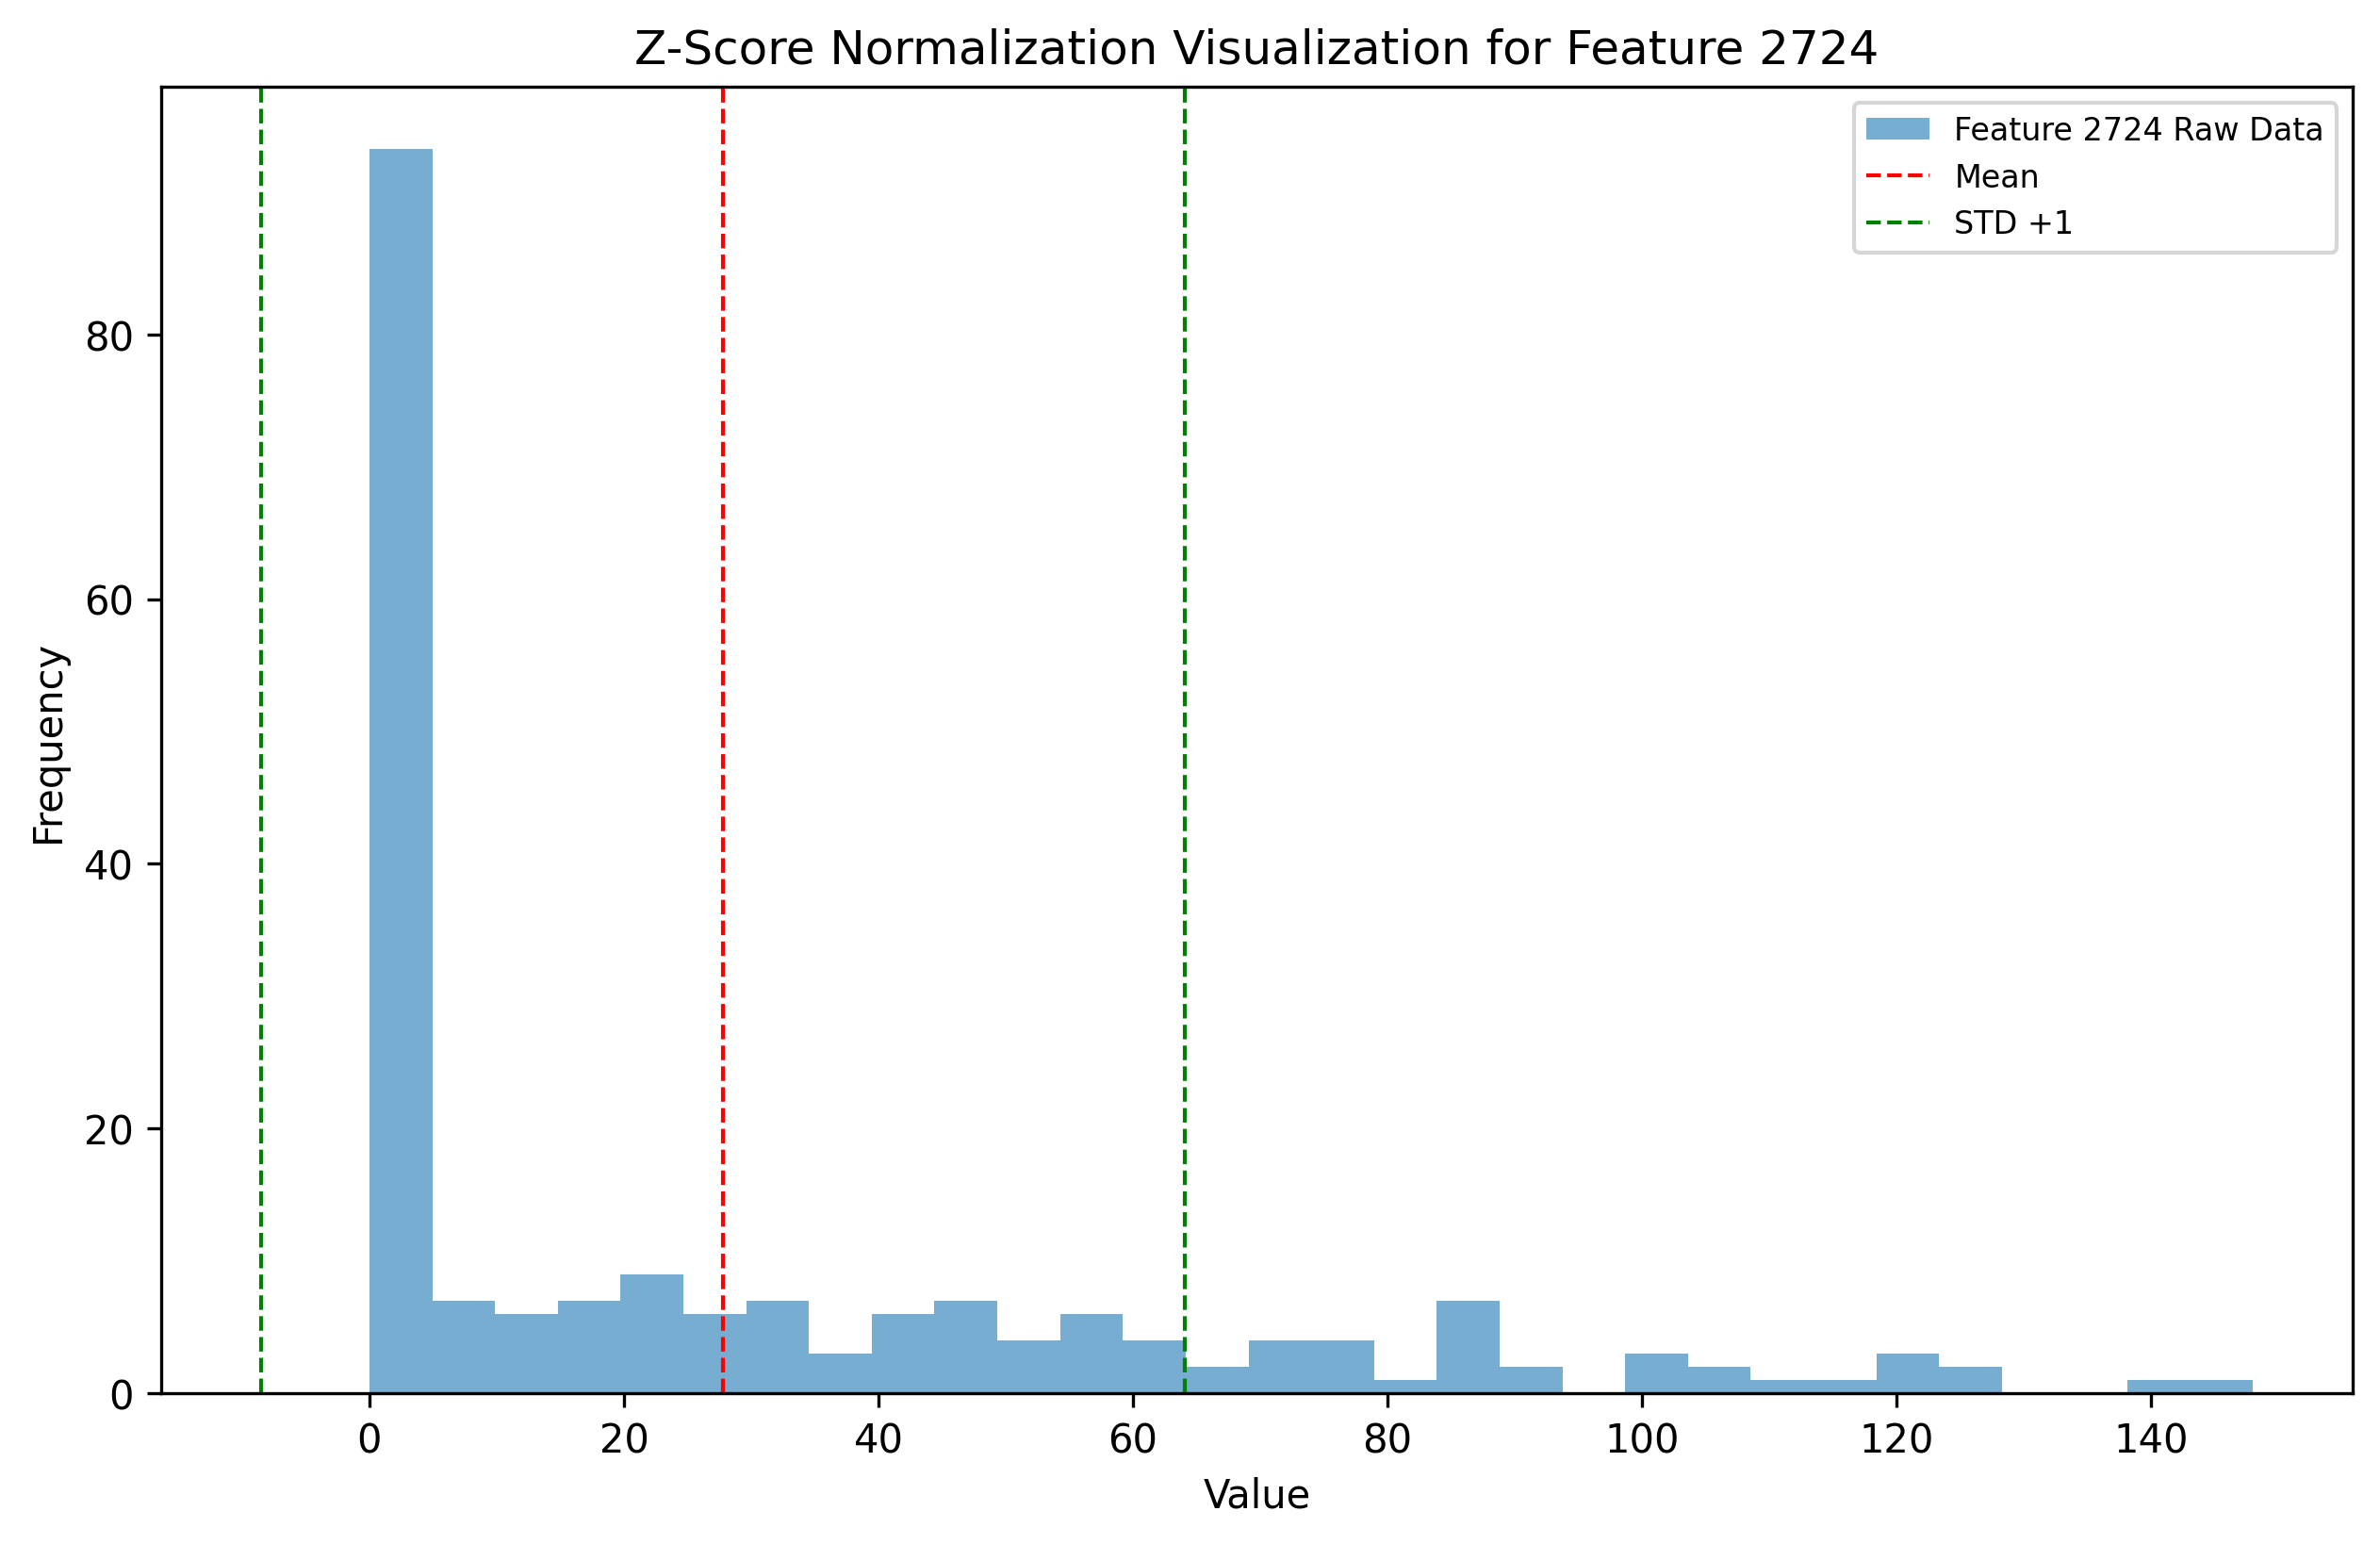 Z-Score Normalization Visualization for Feature 2724
Feature 2724 Raw Data
Mean
STD +1
80
60
40
20
0
Frequency
0 20 40 60 80 100 120 140
Value